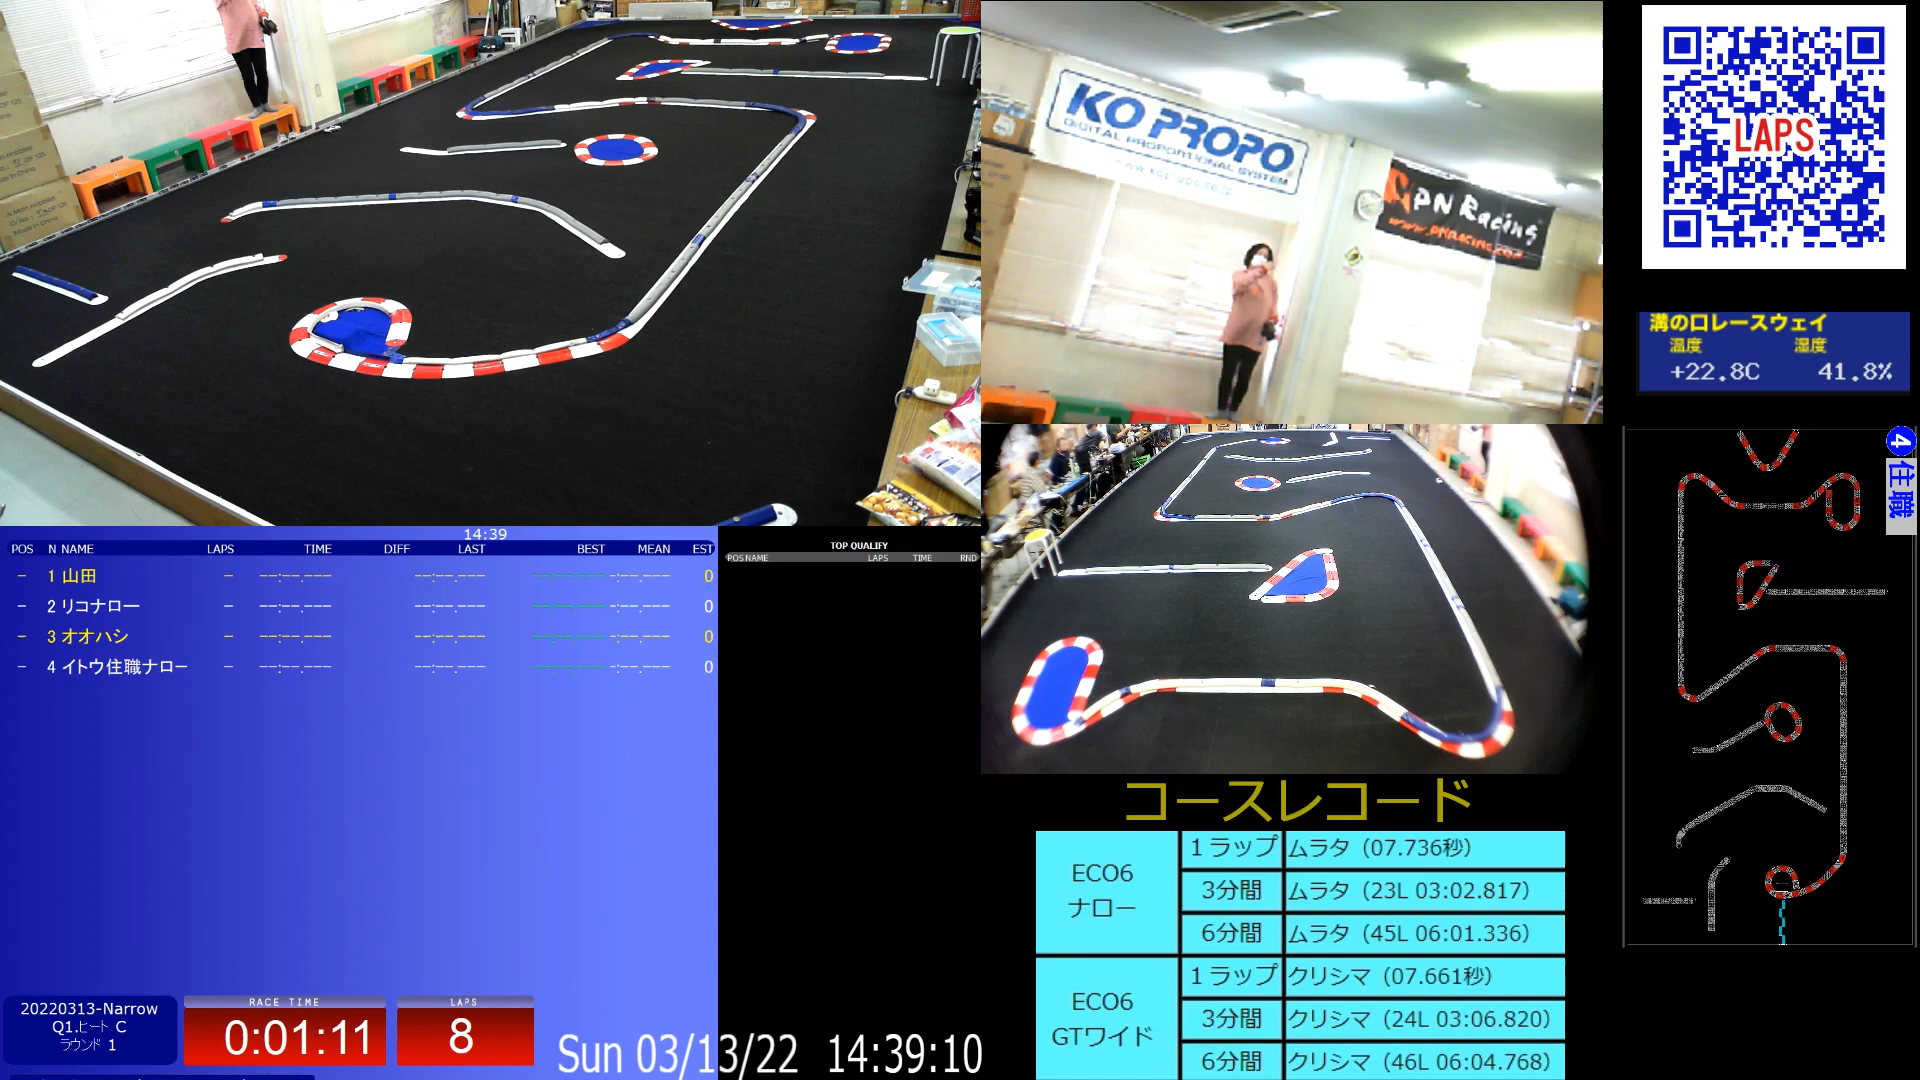 KO PROPO
DIGITAL PROPORTIONAL SYSTEM
www.kopropo.co.jp
PN Racing
WWW.PNRACING.COM
LAPS
溝の口レースウェイ
温度 湿度
+22.8C 41.8%
4 住職
14:39
POS N NAME LAPS TIME DIFF LAST BEST MEAN EST
– 1 山田 – --:--.--- --:--.--- --:--.--- -:--.--- 0
– 2 リコナロー – --:--.--- --:--.--- --:--.--- -:--.--- 0
– 3 オオハシ – --:--.--- --:--.--- --:--.--- -:--.--- 0
– 4 イトウ住職ナロー – --:--.--- --:--.--- --:--.--- -:--.--- 0
TOP QUALIFY
POS NAME LAPS TIME RND
コースレコード
ECO6
ナロー
1ラップ ムラタ（07.736秒）
3分間 ムラタ（23L 03:02.817）
6分間 ムラタ（45L 06:01.336）
ECO6
GTワイド
1ラップ クリシマ（07.661秒）
3分間 クリシマ（24L 03:06.820）
6分間 クリシマ（46L 06:04.768）
20220313-Narrow
Q1.ヒート C
ラウンド 1
RACE TIME
0:01:11
LAPS
8
Sun 03/13/22 14:39:10